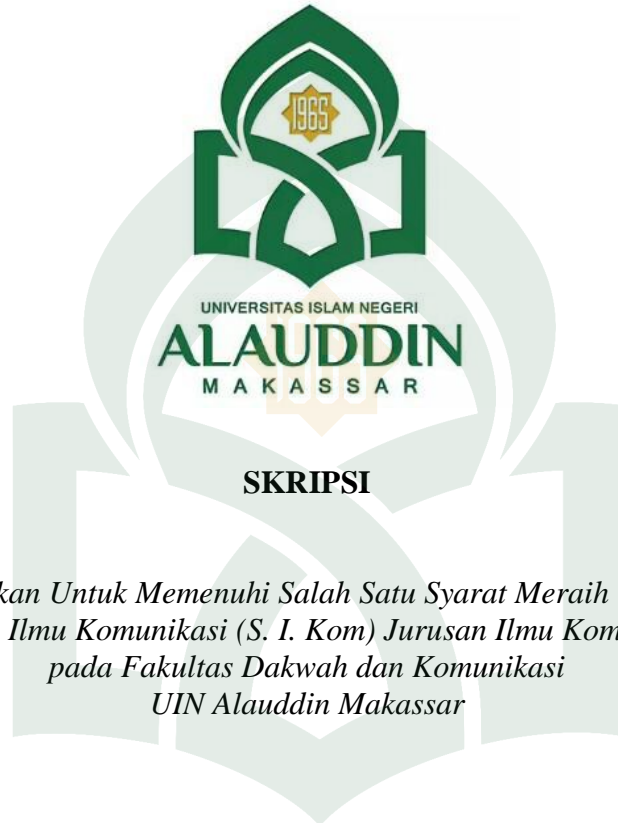 1965
UNIVERSITAS ISLAM NEGERI
ALAUDDIN
MAKASSAR
SKRIPSI
kan Untuk Memenuhi Salah Satu Syarat Meraih
Ilmu Komunikasi (S. I. Kom) Jurusan Ilmu Kom
pada Fakultas Dakwah dan Komunikasi
UIN Alauddin Makassar